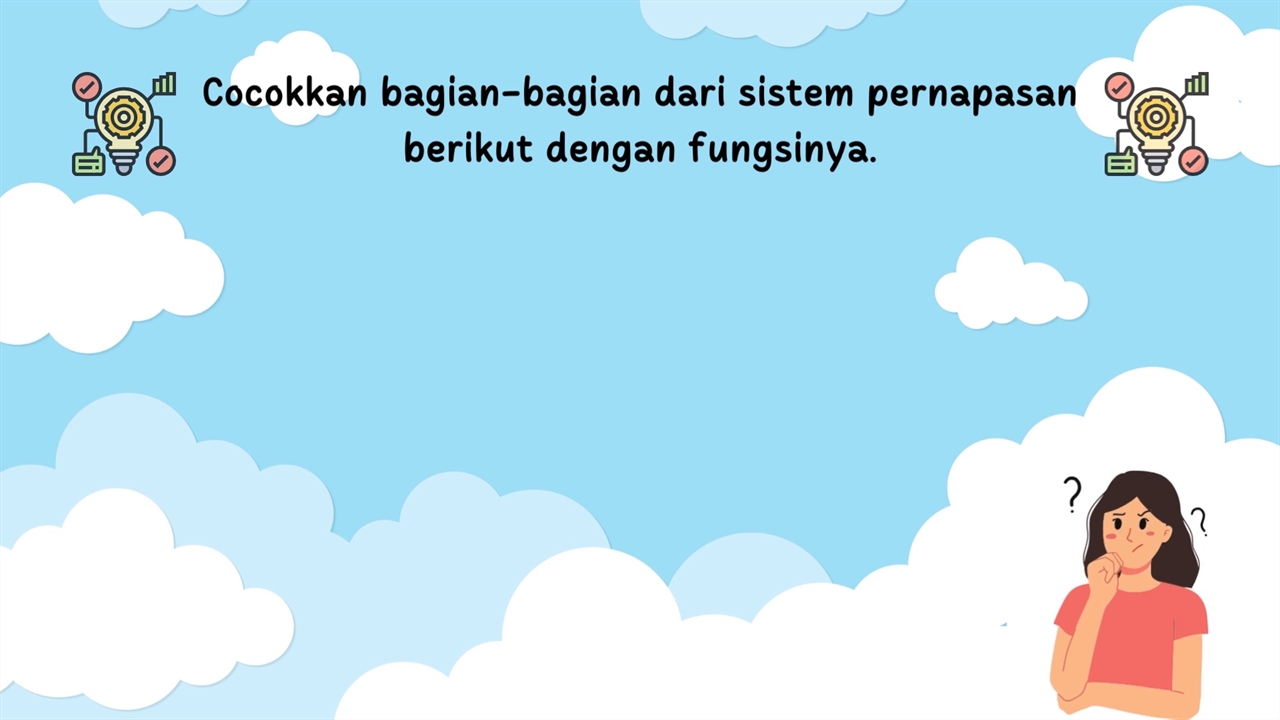 Cocokkan bagian-bagian dari sistem pernapasan
berikut dengan fungsinya.
? ?